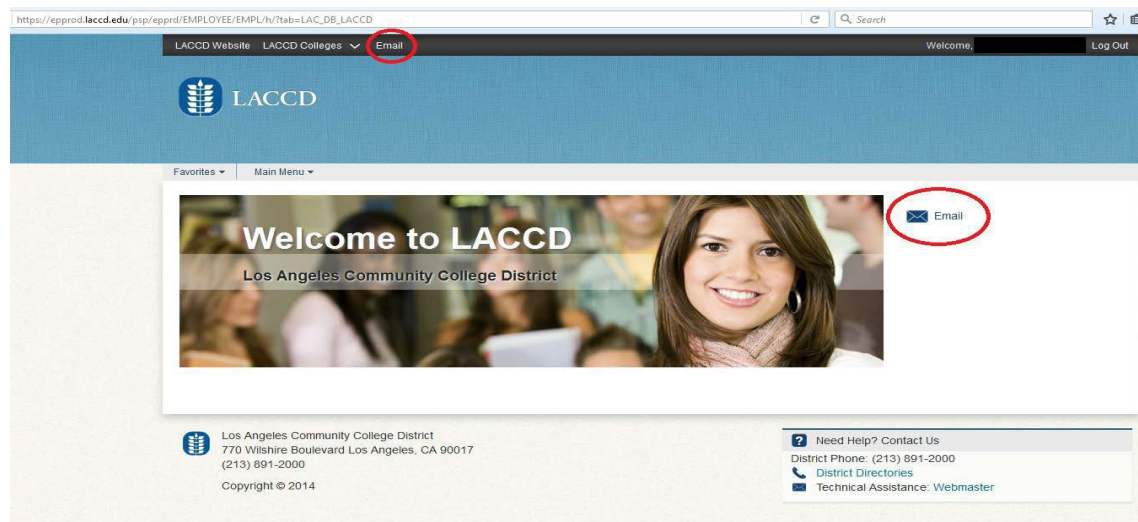 https://epprod.laccd.edu/psp/epprd/EMPLOYEE/EMPL/h/?tab=LAC_DB_LACCD
Search
LACCD Website LACCD Colleges Email Welcome, Log Out
LACCD
Favorites Main Menu
Welcome to LACCD
Los Angeles Community College District
Email
Los Angeles Community College District
770 Wilshire Boulevard Los Angeles, CA 90017
(213) 891-2000
Copyright © 2014
? Need Help? Contact Us
District Phone: (213) 891-2000
District Directories
Technical Assistance: Webmaster